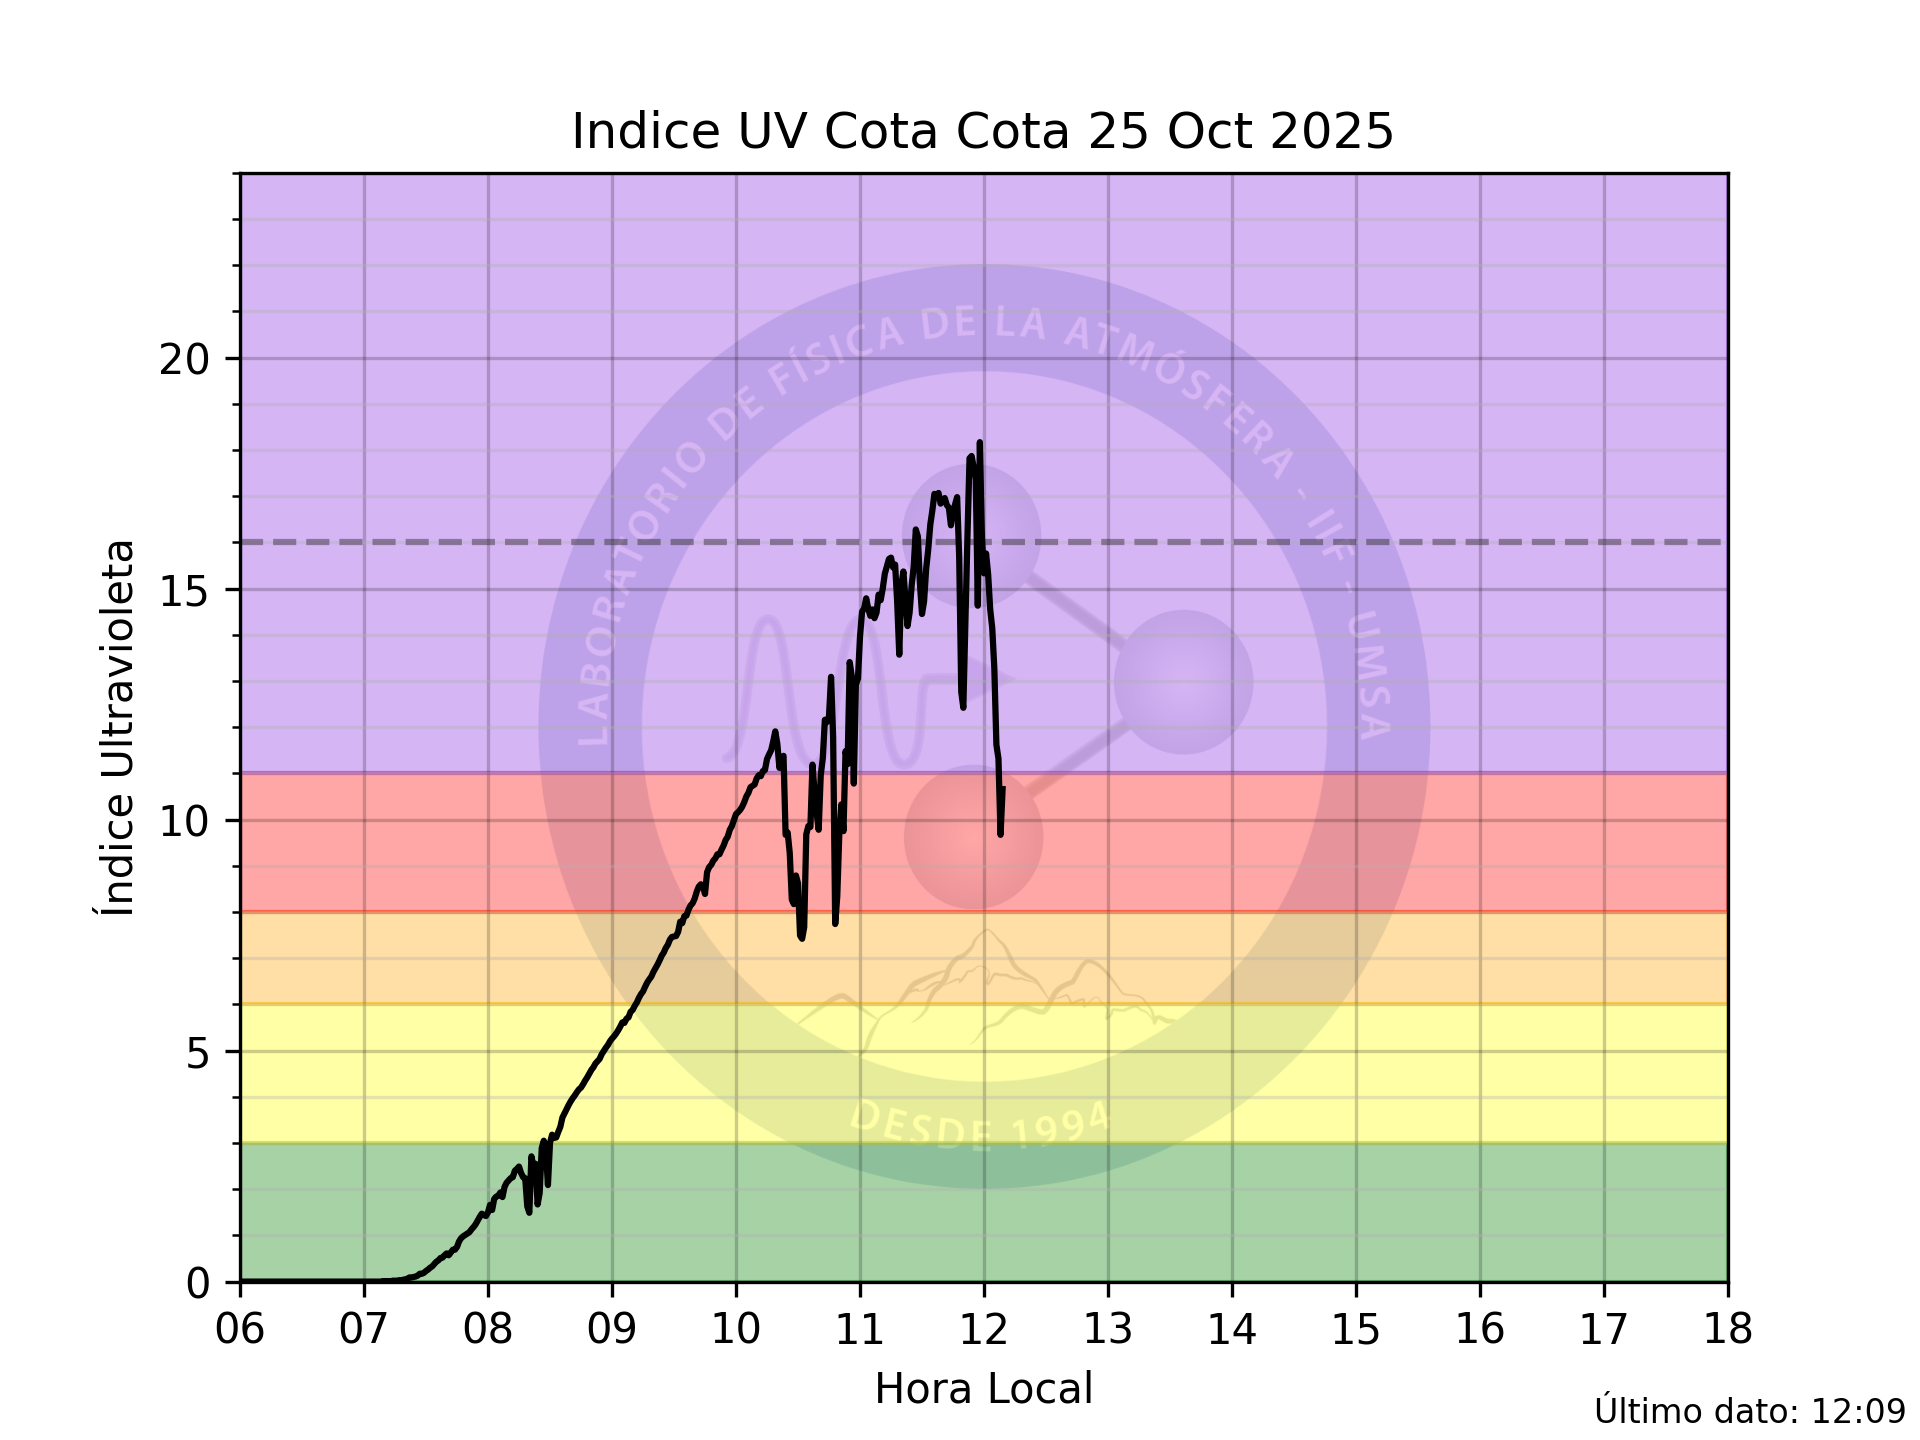 Indice UV Cota Cota 25 Oct 2025
Índice Ultravioleta
20
15
10
5
0
LABORATORIO DE FÍSICA DE LA ATMÓSFERA - IIF - UMSA
DESDE 1994
06 07 08 09 10 11 12 13 14 15 16 17 18
Hora Local
Último dato: 12:09